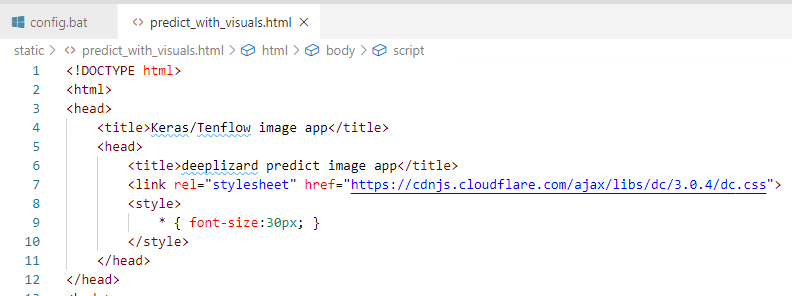 config.bat
predict_with_visuals.html
static > predict_with_visuals.html > html > body > script
1 <!DOCTYPE html>
2 <html>
3 <head>
4 <title>Keras/Tenflow image app</title>
5 <head>
6 <title>deeplizard predict image app</title>
7 <link rel="stylesheet" href="https://cdnjs.cloudflare.com/ajax/libs/dc/3.0.4/dc.css">
8 <style>
9 * { font-size:30px; }
10 </style>
11 </head>
12 </head>